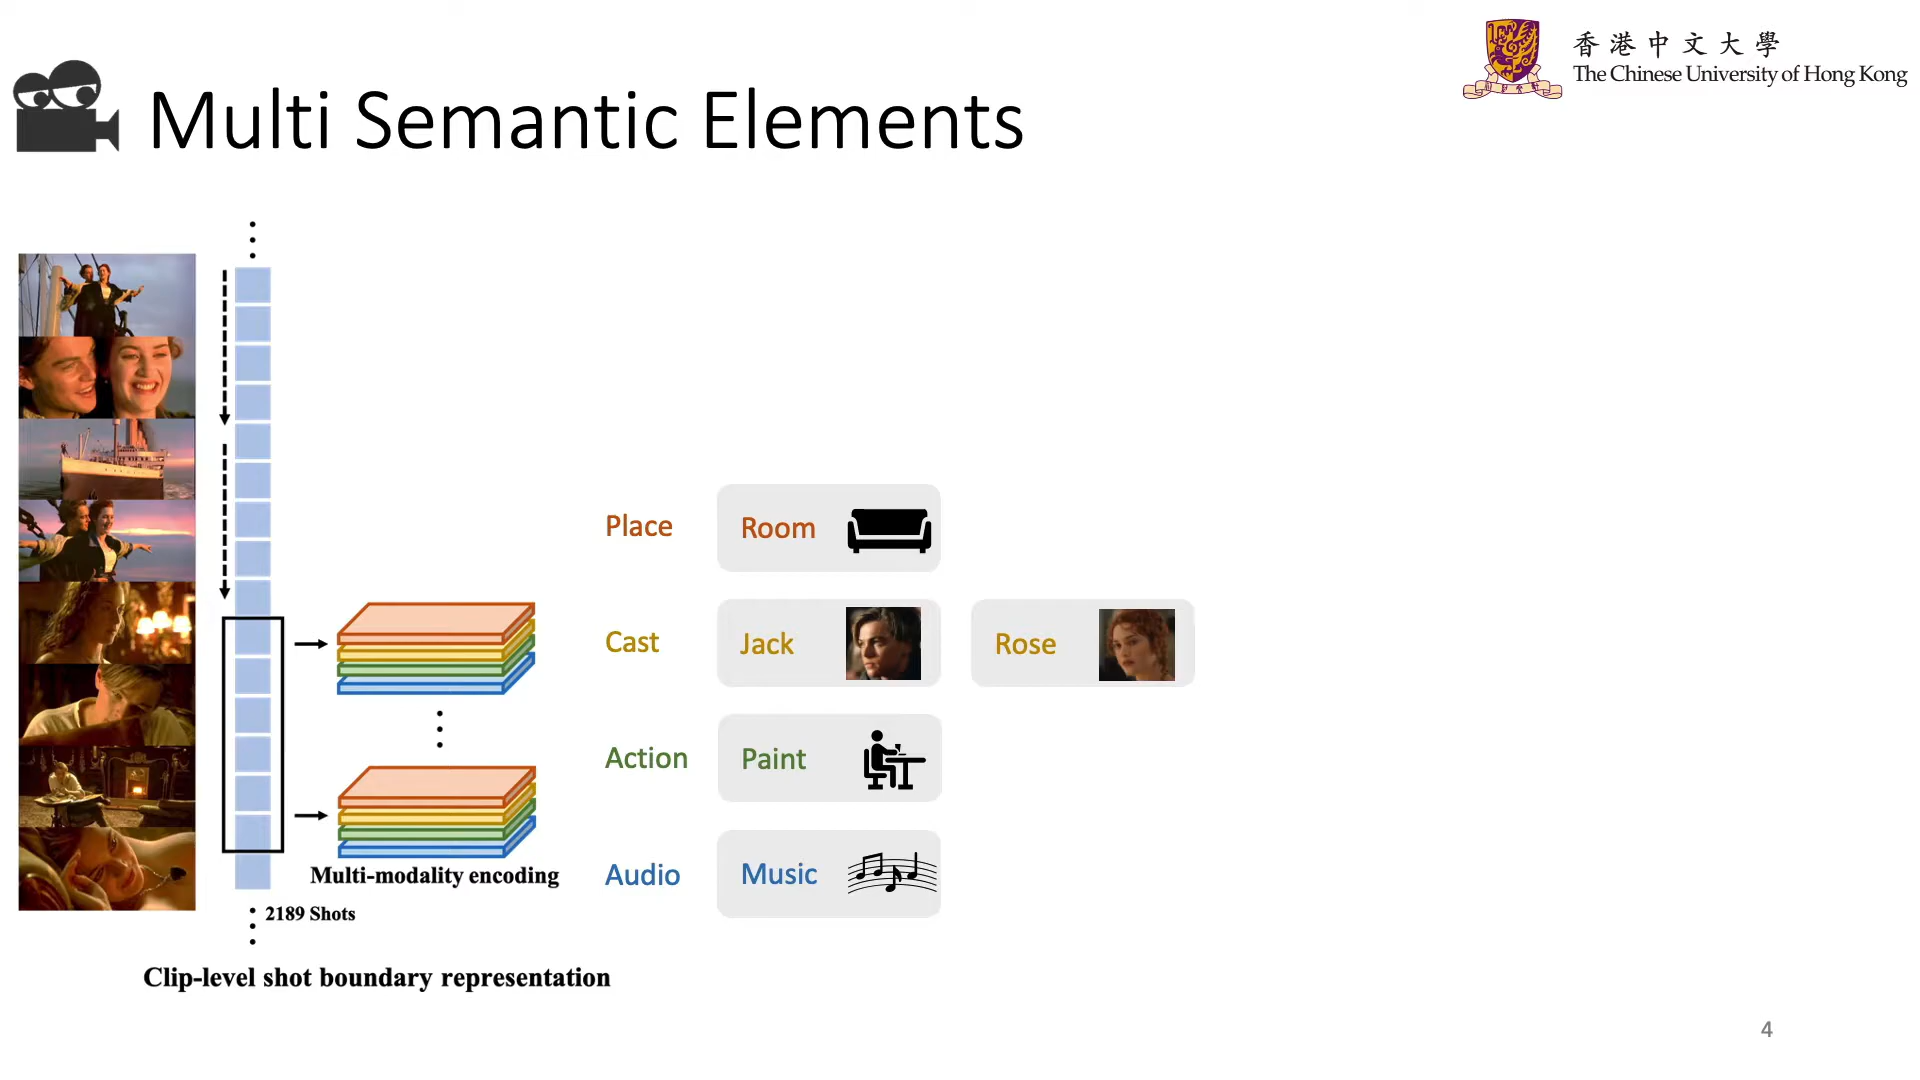 香港中文大學
The Chinese University of Hong Kong
Multi Semantic Elements
Place
Room
Cast
Jack
Rose
Action
Paint
Audio
Music
Multi-modality encoding
2189 Shots
Clip-level shot boundary representation
4